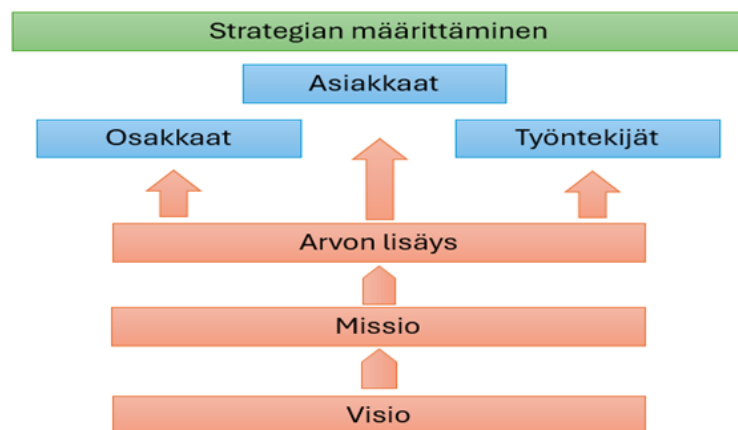 Strategian määrittäminen
Asiakkaat
Osakkaat
Työntekijät
Arvon lisäys
Missio
Visio